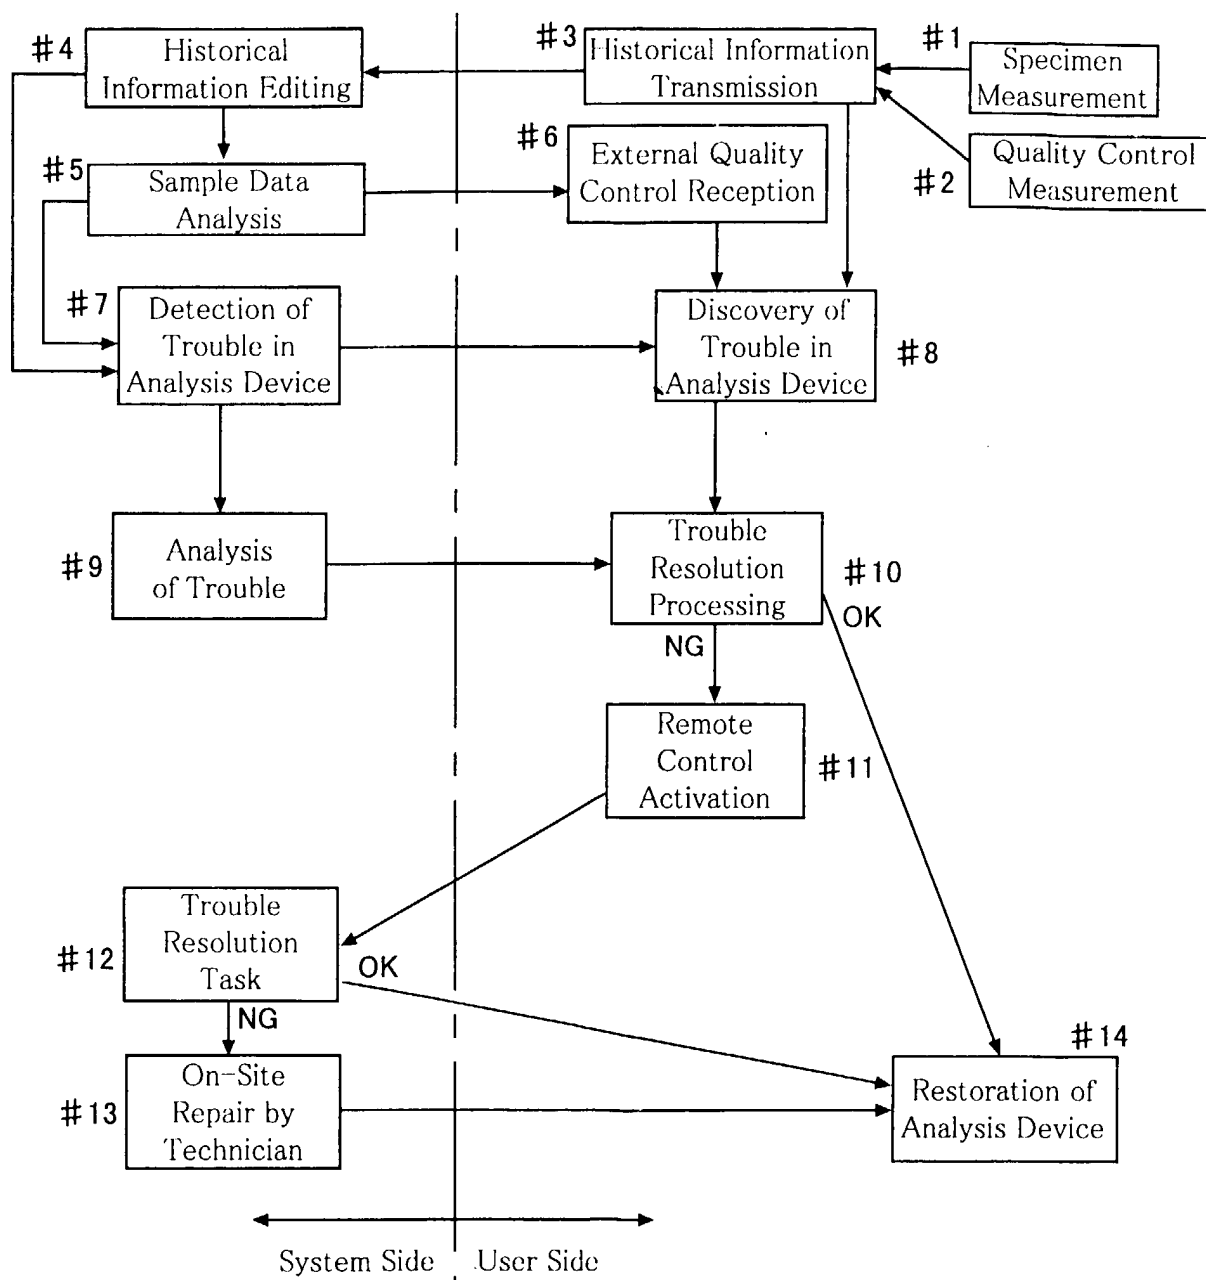 #4
Historical
Information Editing
#3
Historical Information
Transmission
#1
Specimen
Measurement
#2
Quality Control
Measurement
#5
Sample Data
Analysis
#6
External Quality
Control Reception
#7
Detection of
Trouble in
Analysis Device
Discovery of
Trouble in
Analysis Device
#8
#9
Analysis
of Trouble
Trouble
Resolution
Processing
#10
OK
NG
Remote
Control
Activation
#11
#12
Trouble
Resolution
Task
OK
NG
#13
On-Site
Repair by
Technician
#14
Restoration of
Analysis Device
System Side
User Side